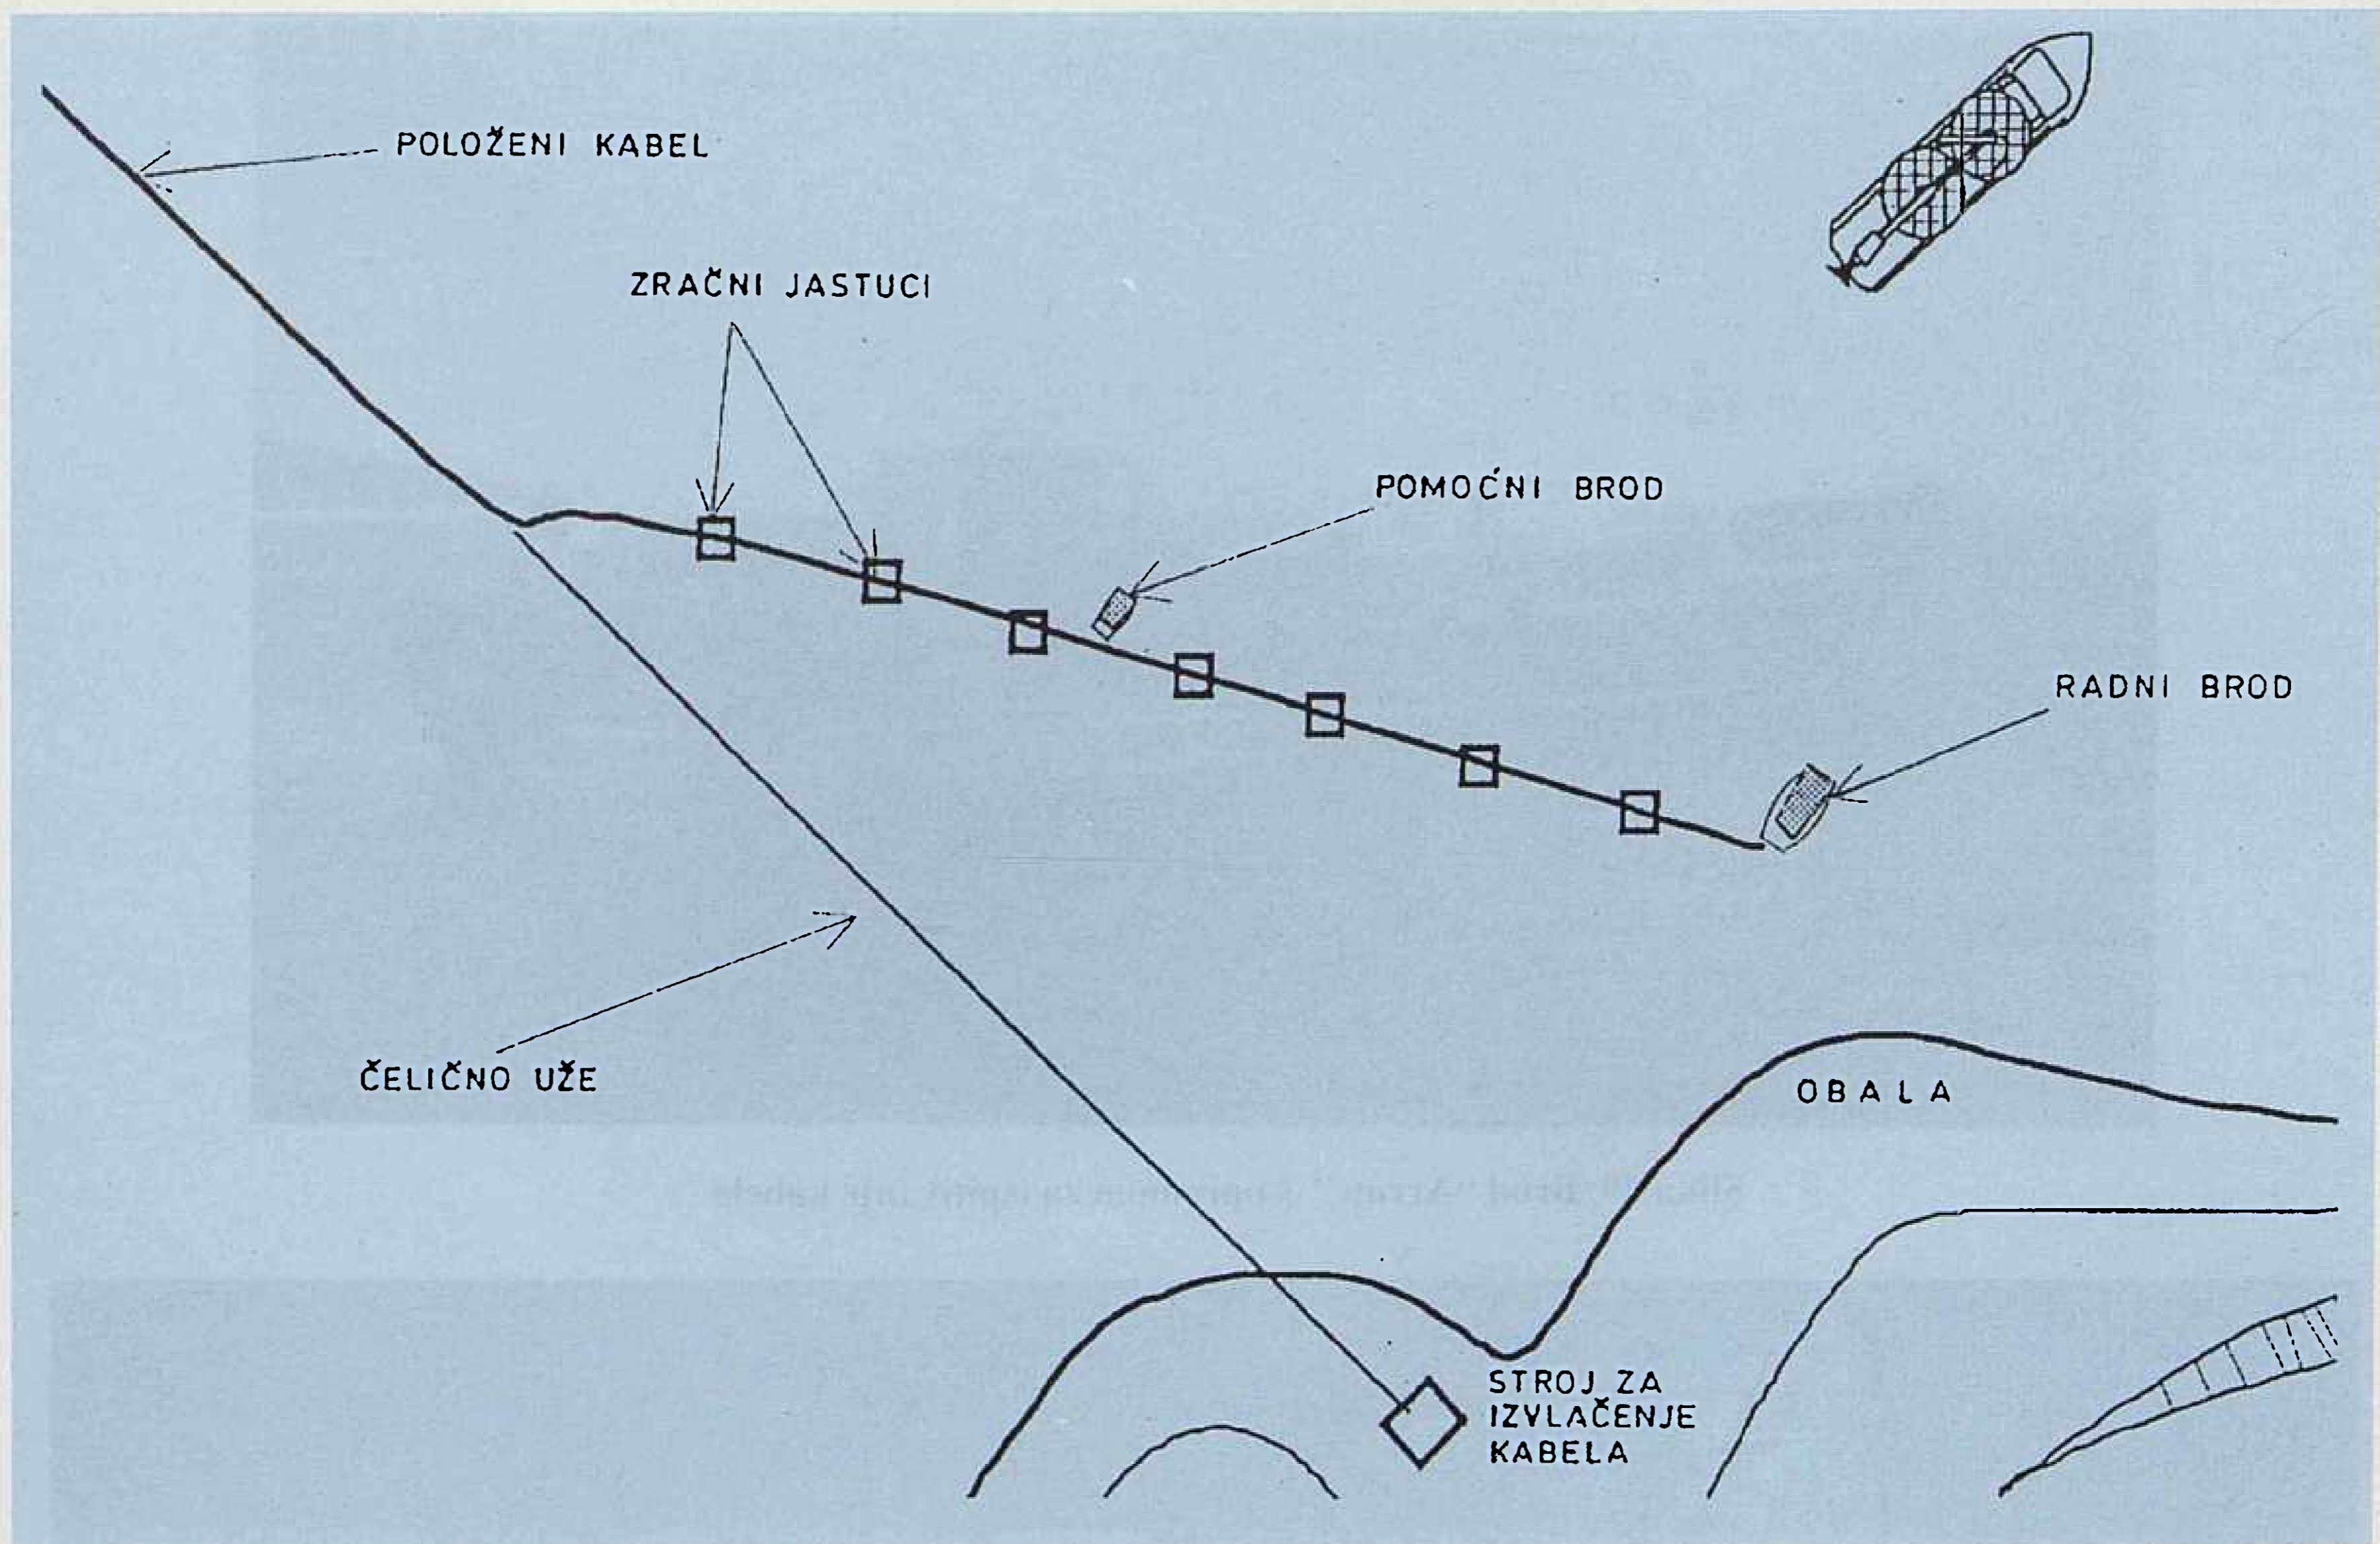 POLOŽENI KABEL
ZRAČNI JASTUCI
POMOĆNI BROD
RADNI BROD
ČELIČNO UŽE
OBALA
STROJ ZA
IZVLAČENJE
KABELA